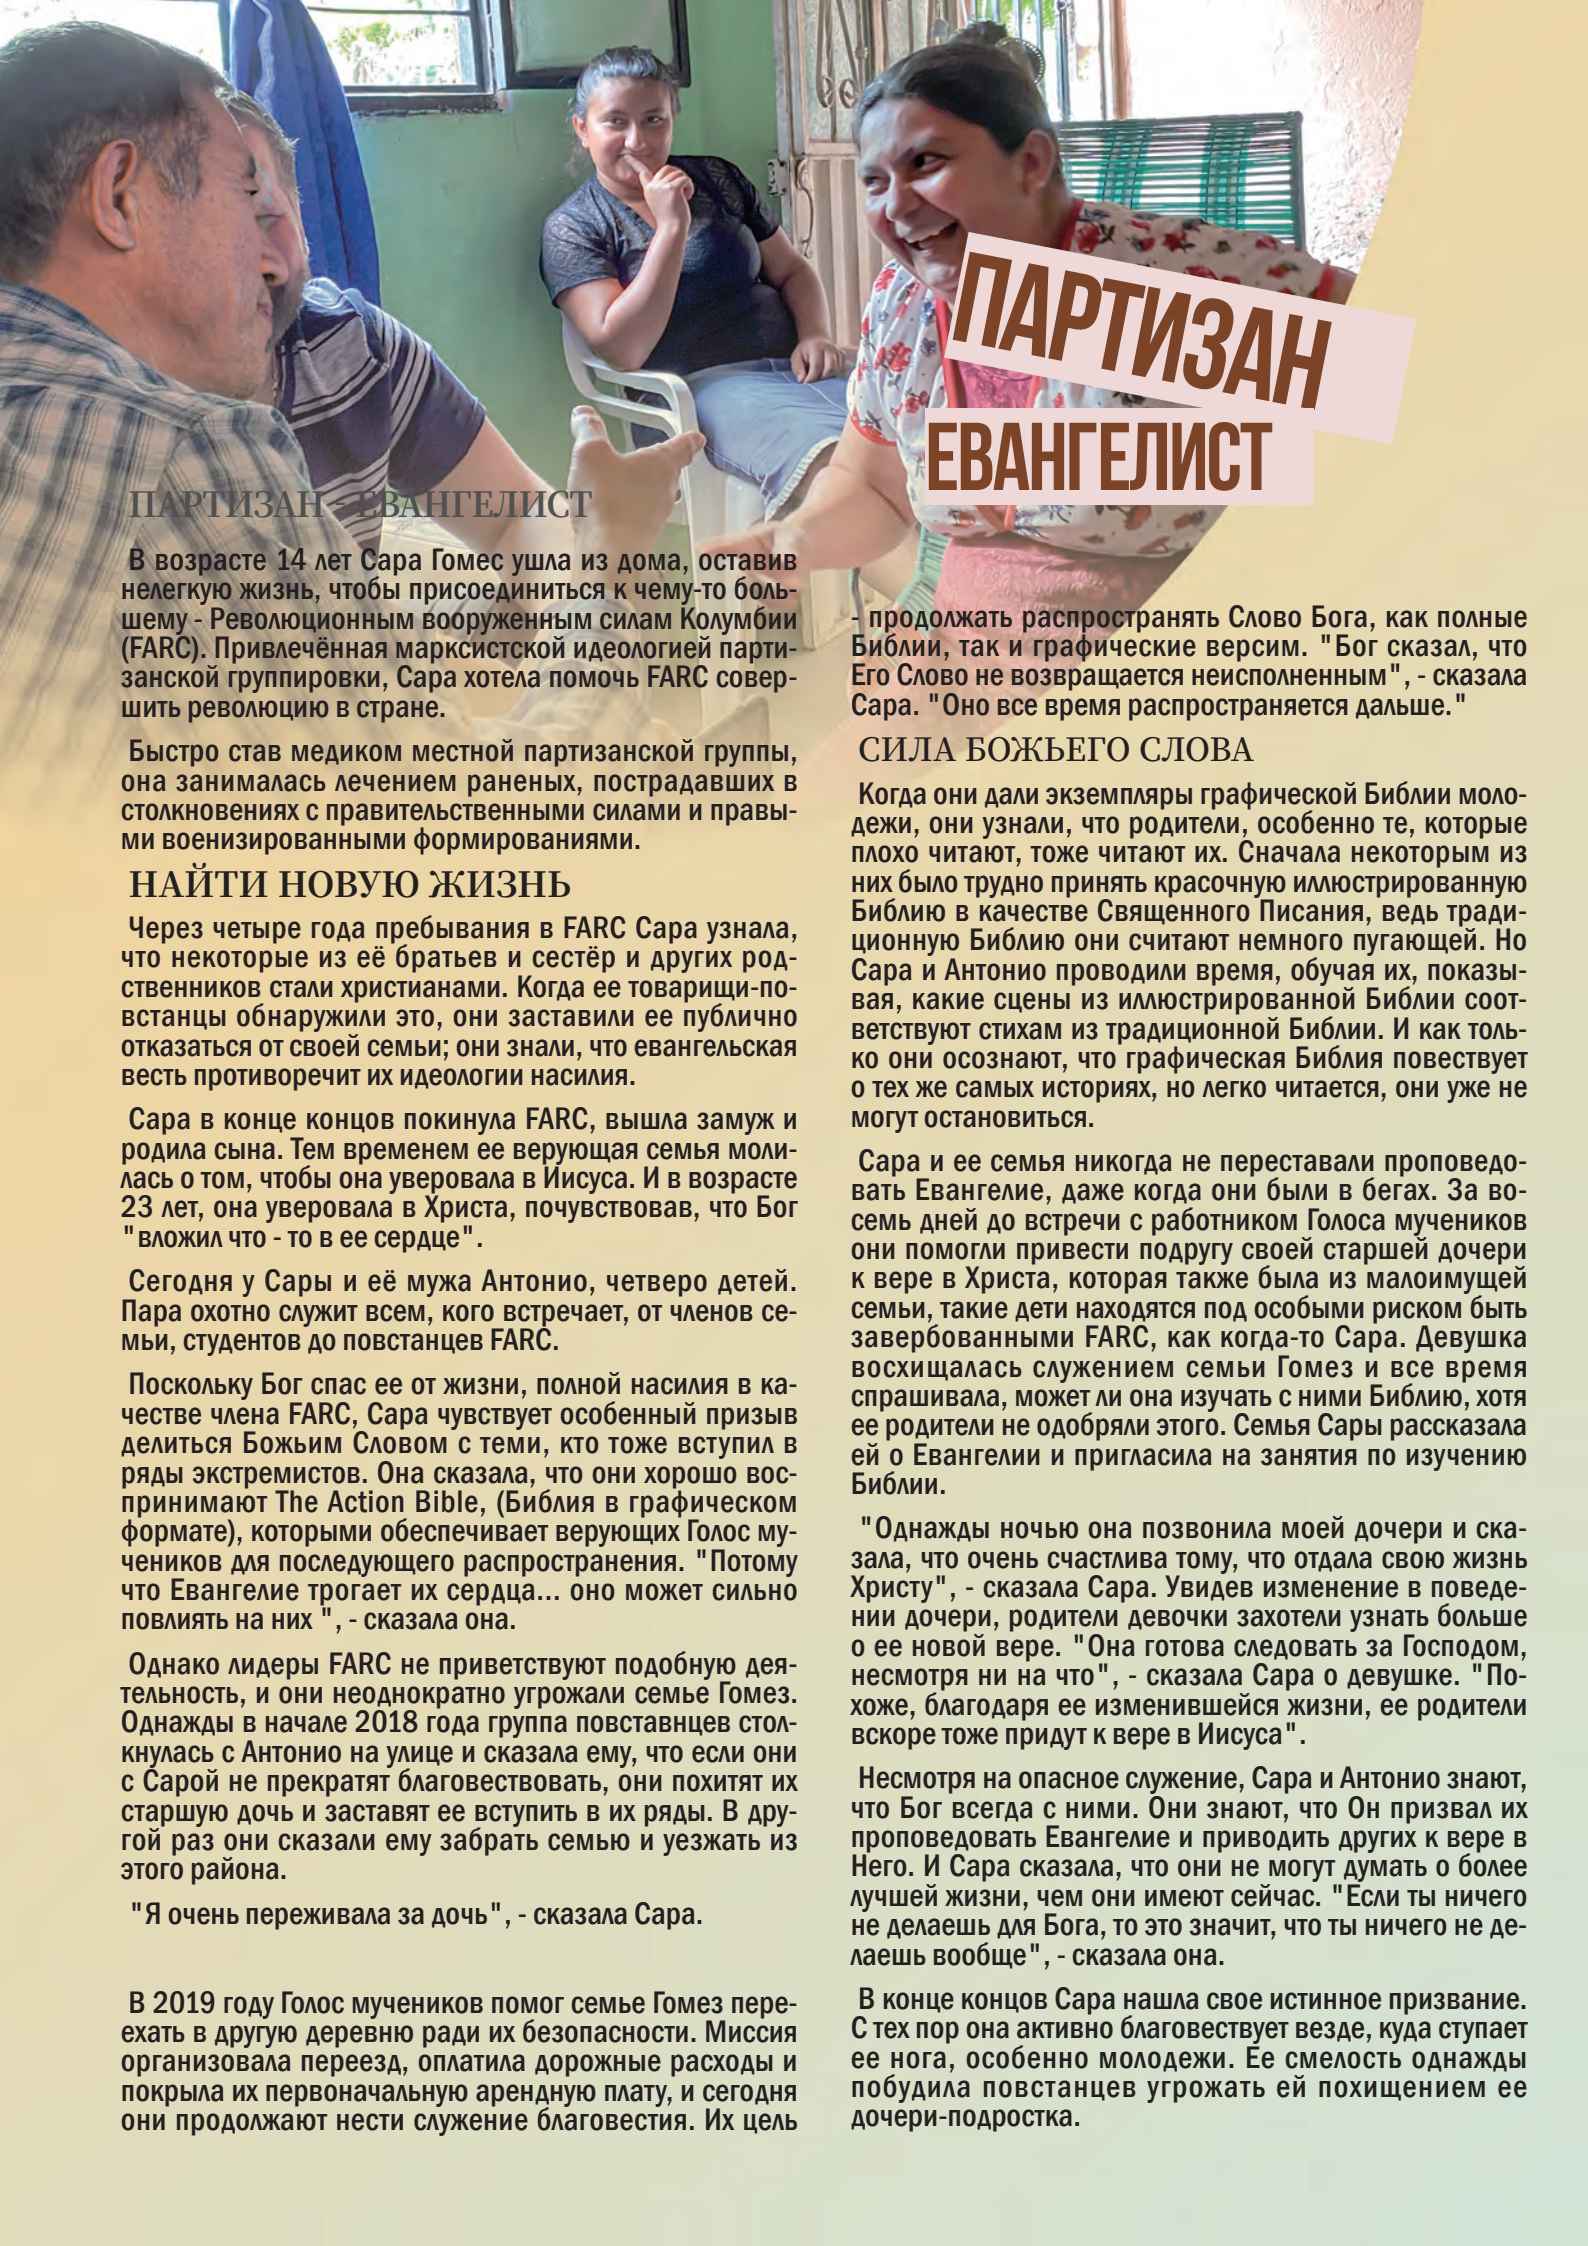 ПАРТИЗАН
ЕВАНГЕЛИСТ
ПАРТИЗАН - ЕВАНГЕЛИСТ
В возрасте 14 лет Сара Гомес ушла из дома, оставив
нелегкую жизнь, чтобы присоединиться к чему-то боль-
шему - Революционным вооруженным силам Колумбии
(FARC). Привлечённая марксистской идеологией парти-
занской группировки, Сара хотела помочь FARC совер-
шить революцию в стране.
Быстро став медиком местной партизанской группы,
она занималась лечением раненых, пострадавших в
столкновениях с правительственными силами и правы-
ми военизированными формированиями.
НАЙТИ НОВУЮ ЖИЗНЬ
Через четыре года пребывания в FARC Сара узнала,
что некоторые из её братьев и сестёр и других род-
ственников стали христианами. Когда ее товарищи-по-
встанцы обнаружили это, они заставили ее публично
отказаться от своей семьи; они знали, что евангельская
весть противоречит их идеологии насилия.
Сара в конце концов покинула FARC, вышла замуж и
родила сына. Тем временем ее верующая семья моли-
лась о том, чтобы она уверовала в Иисуса. И в возрасте
23 лет, она уверовала в Христа, почувствовав, что Бог
"вложил что - то в ее сердце".
Сегодня у Сары и её мужа Антонио, четверо детей.
Пара охотно служит всем, кого встречает, от членов се-
мьи, студентов до повстанцев FARC.
Поскольку Бог спас ее от жизни, полной насилия в ка-
честве члена FARC, Сара чувствует особенный призыв
делиться Божьим Словом с теми, кто тоже вступил в
ряды экстремистов. Она сказала, что они хорошо вос-
принимают The Action Bible, (Библия в графическом
формате), которыми обеспечивает верующих Голос му-
чеников для последующего распространения. "Потому
что Евангелие трогает их сердца... оно может сильно
повлиять на них ", - сказала она.
Однако лидеры FARC не приветствуют подобную дея-
тельность, и они неоднократно угрожали семье Гомез.
Однажды в начале 2018 года группа повставнцев стол-
кнулась с Антонио на улице и сказала ему, что если они
с Сарой не прекратят благовествовать, они похитят их
старшую дочь и заставят ее вступить в их ряды. В дру-
гой раз они сказали ему забрать семью и уезжать из
этого района.
"Я очень переживала за дочь", - сказала Сара.
В 2019 году Голос мучеников помог семье Гомез пере-
ехать в другую деревню ради их безопасности. Миссия
организовала переезд, оплатила дорожные расходы и
покрыла их первоначальную арендную плату, и сегодня
они продолжают нести служение благовестия. Их цель
- продолжать распространять Слово Бога, как полные
Библии, так и графические версим. "Бог сказал, что
Его Слово не возвращается неисполненным", - сказала
Сара. "Оно все время распространяется дальше."
СИЛА БОЖЬЕГО СЛОВА
Когда они дали экземпляры графической Библии моло-
дежи, они узнали, что родители, особенно те, которые
плохо читают, тоже читают их. Сначала некоторым из
них было трудно принять красочную иллюстрированную
Библию в качестве Священного Писания, ведь тради-
ционную Библию они считают немного пугающей. Но
Сара и Антонио проводили время, обучая их, показы-
вая, какие сцены из иллюстрированной Библии соот-
ветствуют стихам из традиционной Библии. И как толь-
ко они осознают, что графическая Библия повествует
о тех же самых историях, но легко читается, они уже не
могут остановиться.
Сара и ее семья никогда не переставали проповедо-
вать Евангелие, даже когда они были в бегах. За во-
семь дней до встречи с работником Голоса мучеников
они помогли привести подругу своей старшей дочери
к вере в Христа, которая также была из малоимущей
семьи, такие дети находятся под особыми риском быть
завербованными FARC, как когда-то Сара. Девушка
восхищалась служением семьи Гомез и все время
спрашивала, может ли она изучать с ними Библию, хотя
ее родители не одобряли этого. Семья Сары рассказала
ей о Евангелии и пригласила на занятия по изучению
Библии.
"Однажды ночью она позвонила моей дочери и ска-
зала, что очень счастлива тому, что отдала свою жизнь
Христу", - сказала Сара. Увидев изменение в поведе-
нии дочери, родители девочки захотели узнать больше
о ее новой вере. "Она готова следовать за Господом,
несмотря ни на что", - сказала Сара о девушке. "По-
хоже, благодаря ее изменившейся жизни, ее родители
вскоре тоже придут к вере в Иисуса".
Несмотря на опасное служение, Сара и Антонио знают,
что Бог всегда с ними. Они знают, что Он призвал их
проповедовать Евангелие и приводить других к вере в
Него. И Сара сказала, что они не могут думать о более
лучшей жизни, чем они имеют сейчас. "Если ты ничего
не делаешь для Бога, то это значит, что ты ничего не де-
лаешь вообще", - сказала она.
В конце концов Сара нашла свое истинное призвание.
С тех пор она активно благовествует везде, куда ступает
ее нога, особенно молодежи. Ее смелость однажды
побудила повстанцев угрожать ей похищением ее
дочери-подростка.